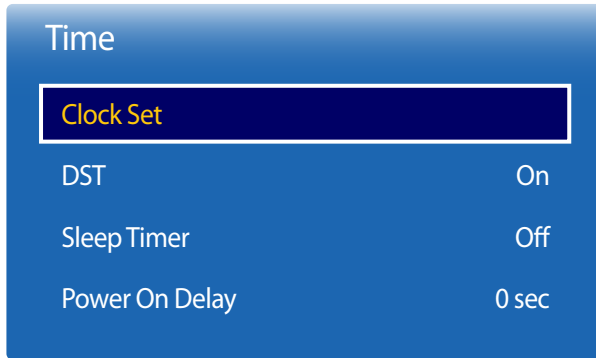 Time
Clock Set
DST On
Sleep Timer Off
Power On Delay 0 sec